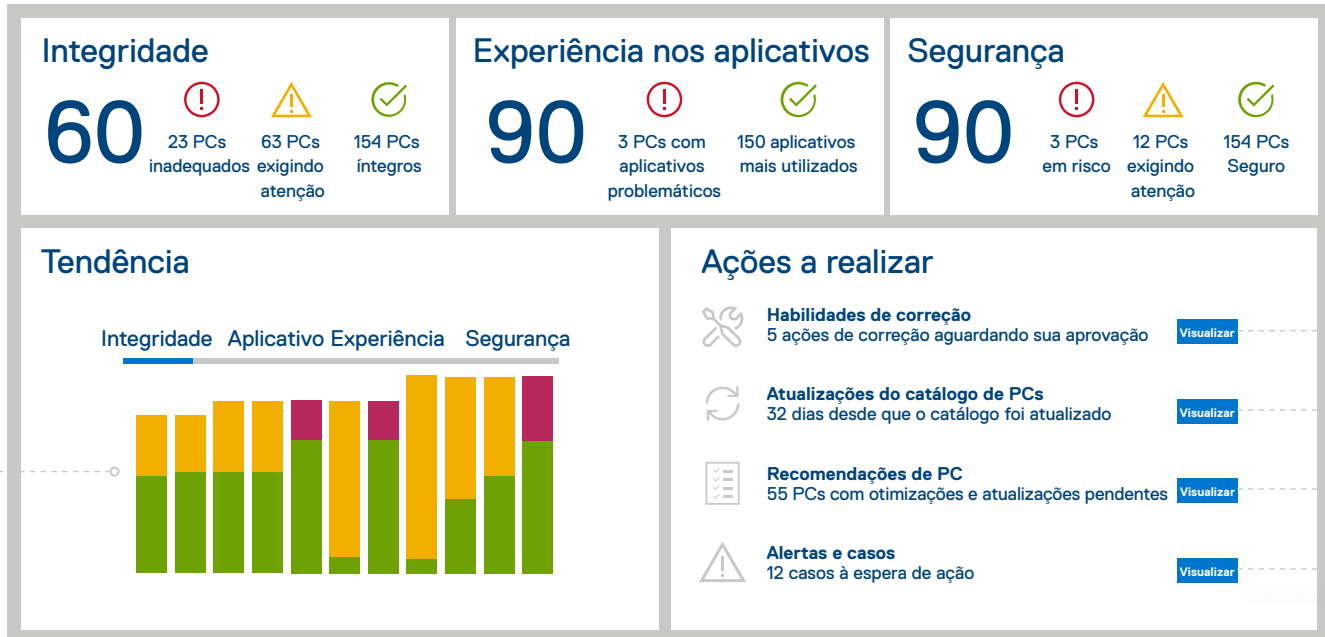 Integridade
60
23 PCs
inadequados
63 PCs
exigindo
atenção
154 PCs
íntegros
Experiência nos aplicativos
90
3 PCs com
aplicativos
problemáticos
150 aplicativos
mais utilizados
Segurança
90
3 PCs
em risco
12 PCs
exigindo
atenção
154 PCs
Seguro
Tendência
Integridade
Aplicativo Experiência
Segurança
Ações a realizar
Habilidades de correção
5 ações de correção aguardando sua aprovação
Visualizar
Atualizações do catálogo de PCs
32 dias desde que o catálogo foi atualizado
Visualizar
Recomendações de PC
55 PCs com otimizações e atualizações pendentes
Visualizar
Alertas e casos
12 casos à espera de ação
Visualizar